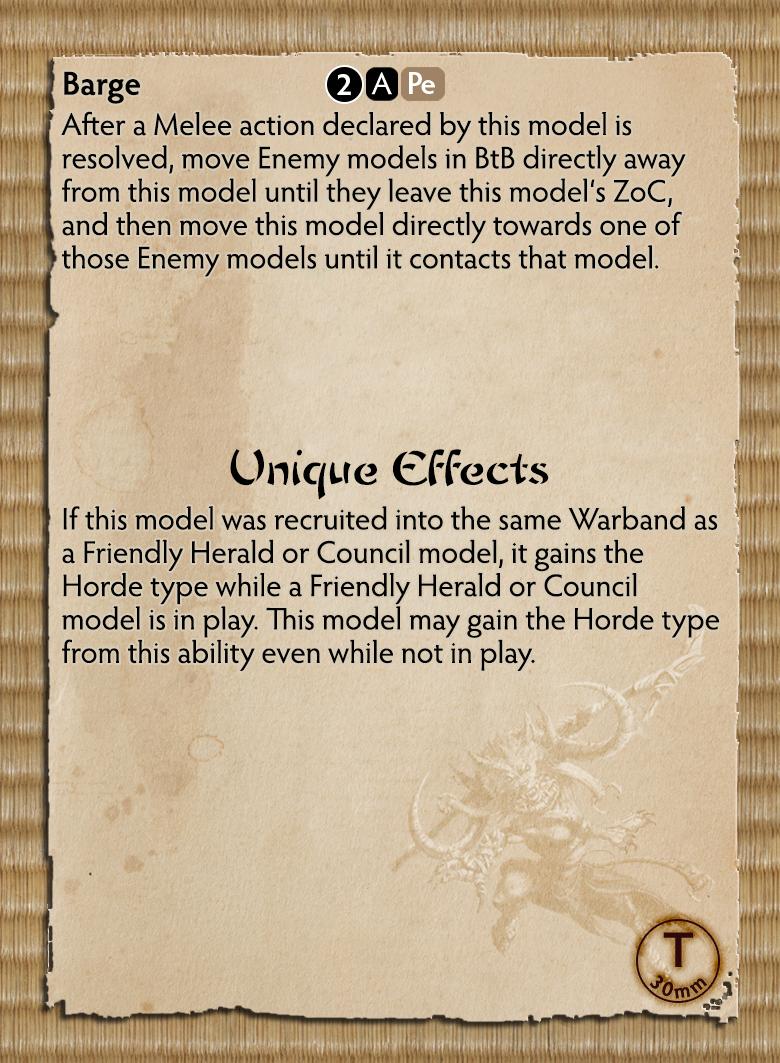 Barge 2 A Pe
After a Melee action declared by this model is
resolved, move Enemy models in BtB directly away
from this model until they leave this model‘s ZoC,
and then move this model directly towards one of
those Enemy models until it contacts that model.
Unique Effects
If this model was recruited into the same Warband as
a Friendly Herald or Council model, it gains the
Horde type while a Friendly Herald or Council
model is in play. This model may gain the Horde type
from this ability even while not in play.
T
30mm